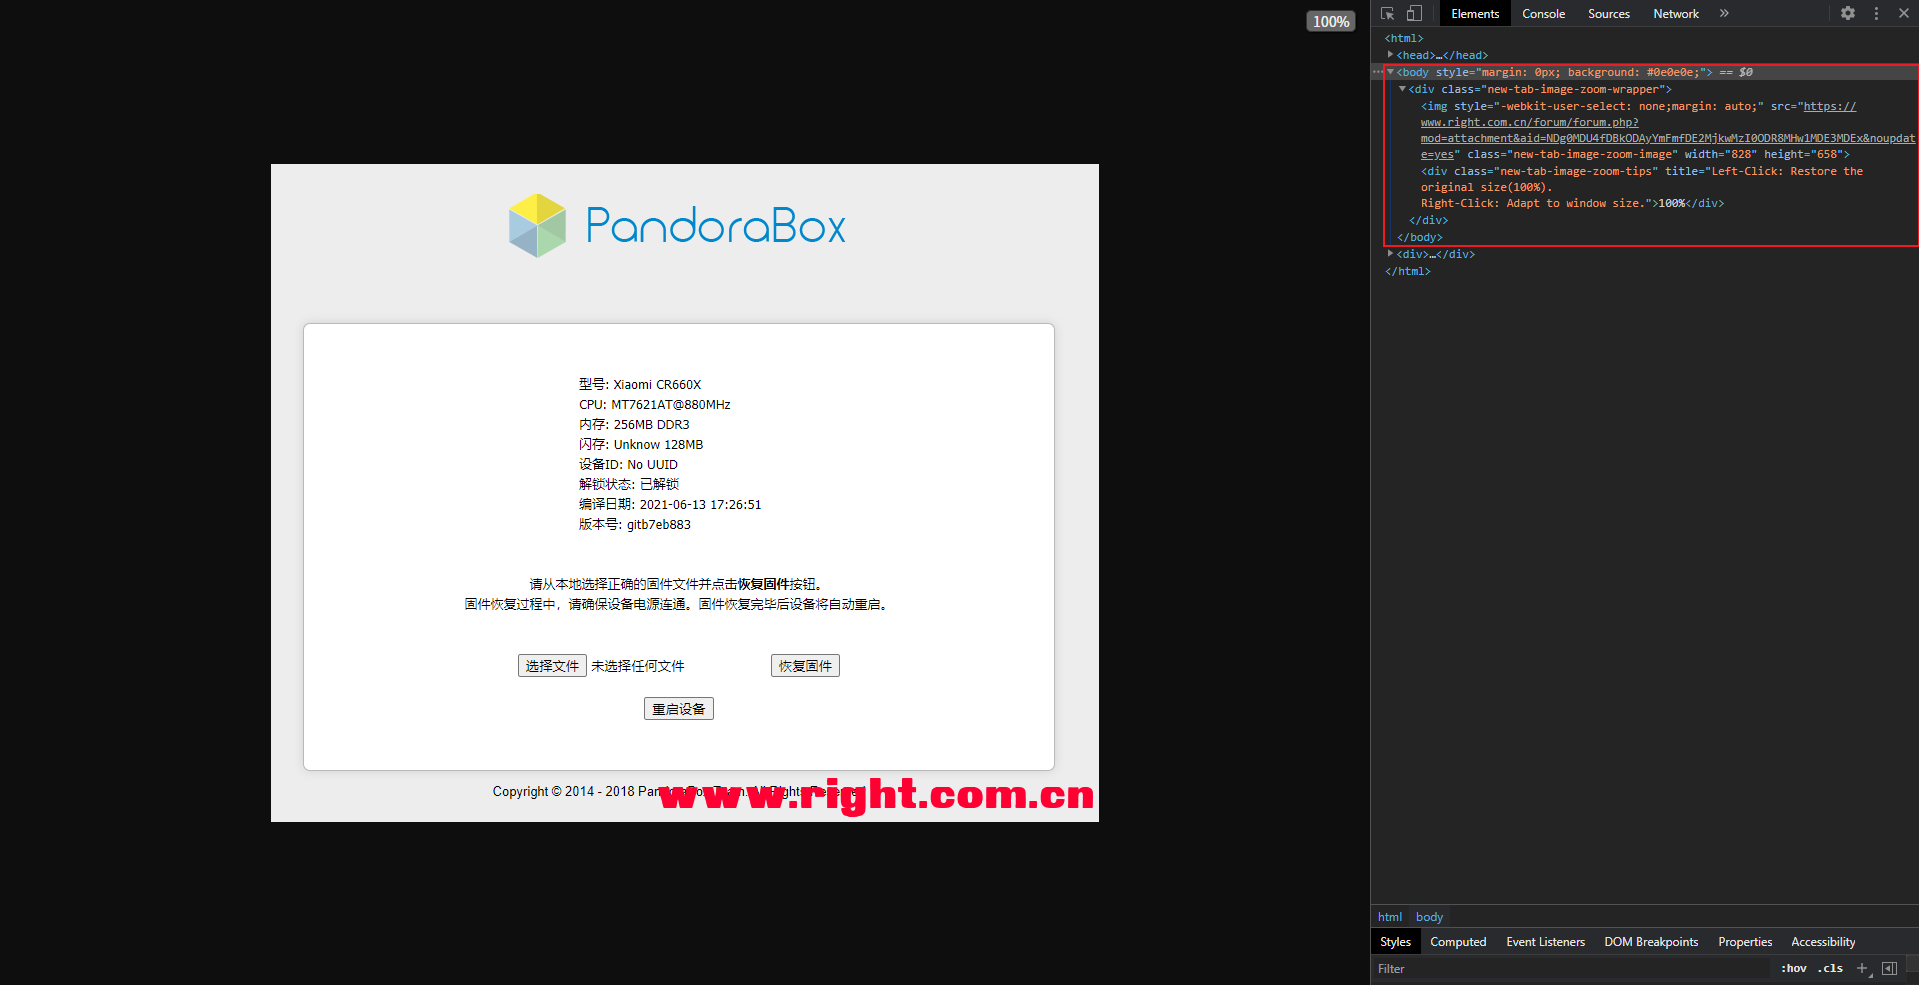 100%
PandoraBox
型号: Xiaomi CR660X
CPU: MT7621AT@880MHz
内存: 256MB DDR3
闪存: Unknow 128MB
设备ID: No UUID
解锁状态: 已解锁
编译日期: 2021-06-13 17:26:51
版本号: gitb7eb883
请从本地选择正确的固件文件并点击恢复固件按钮。
固件恢复过程中，请确保设备电源连通。固件恢复完毕后设备将自动重启。
选择文件 未选择任何文件 恢复固件
重启设备
Copyright © 2014 - 2018
www.right.com.cn
Elements Console Sources Network »
<html>
<head>…</head>
<body style="margin: 0px; background: #0e0e0e;"> == $0
<div class="new-tab-image-zoom-wrapper">
<img style="-webkit-user-select: none;margin: auto;" src="https://
www.right.com.cn/forum/forum.php?
mod=attachment&aid=NDg0MDU4fDBkODAyYmFmfDE2MjkwMzI0ODR8MHw1MDE3MDEx&noupdat
e=yes" class="new-tab-image-zoom-image" width="828" height="658">
<div class="new-tab-image-zoom-tips" title="Left-Click: Restore the
original size(100%).
Right-Click: Adapt to window size.">100%</div>
</div>
</body>
<div>…</div>
</html>
html body
Styles Computed Event Listeners DOM Breakpoints Properties Accessibility
Filter :hov .cls +